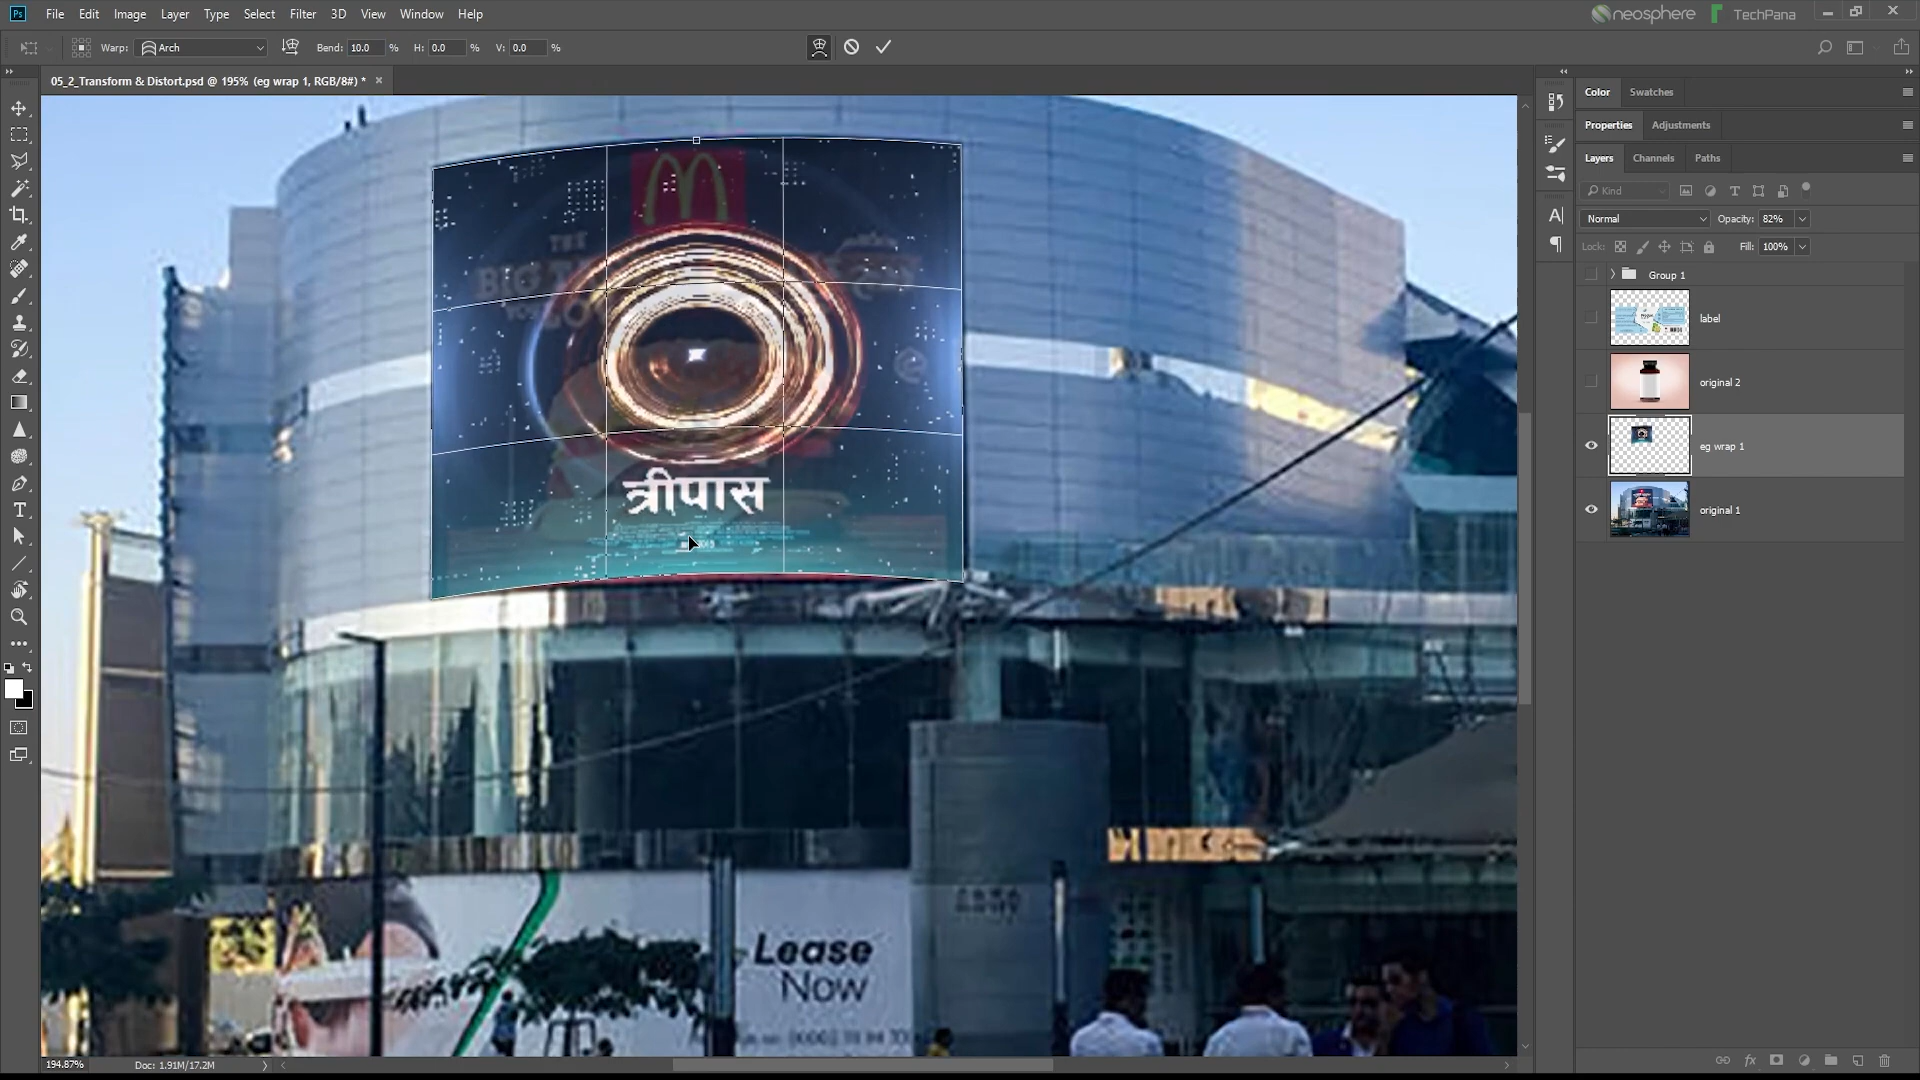 Ps File Edit Image Layer Type Select Filter 3D View Window Help
neosphere TechPana
Warp: Arch Bend: 10.0 % H: 0.0 % V: 0.0 %
05_2_Transform & Distort.psd @ 195% (eg wrap 1, RGB/8#) * ×
Color Swatches
Properties Adjustments
Layers Channels Paths
Kind
Normal Opacity: 82%
Lock: Fill: 100%
Group 1
label
original 2
eg wrap 1
original 1
THE
BIG
त्रीपास
Lease
Now
194.87% Doc: 1.91M/17.2M